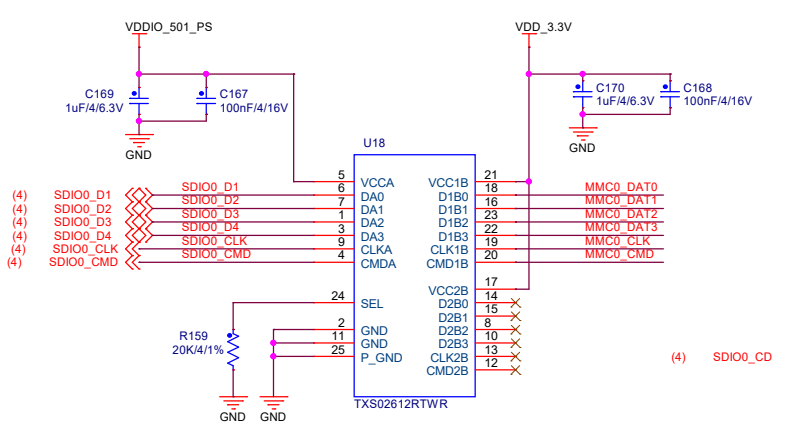 VDDIO_501_PS
VDD_3.3V
C169
1uF/4/6.3V
C167
100nF/4/16V
C170
1uF/4/6.3V
C168
100nF/4/16V
GND
GND
U18
5 VCCA VCC1B 21
(4) SDIO0_D1 SDIO0_D1 6 DA0 D1B0 18 MMC0_DAT0
(4) SDIO0_D2 SDIO0_D2 7 DA1 D1B1 16 MMC0_DAT1
(4) SDIO0_D3 SDIO0_D3 1 DA2 D1B2 23 MMC0_DAT2
(4) SDIO0_D4 SDIO0_D4 3 DA3 D1B3 22 MMC0_DAT3
(4) SDIO0_CLK SDIO0_CLK 9 CLKA CLK1B 19 MMC0_CLK
(4) SDIO0_CMD SDIO0_CMD 4 CMDA CMD1B 20 MMC0_CMD
VCC2B 17
24 SEL D2B0 14
D2B1 15
2 GND D2B2 8
11 GND D2B3 10
25 P_GND CLK2B 13
CMD2B 12
R159
20K/4/1%
(4) SDIO0_CD
TXS02612RTWR
GND
GND